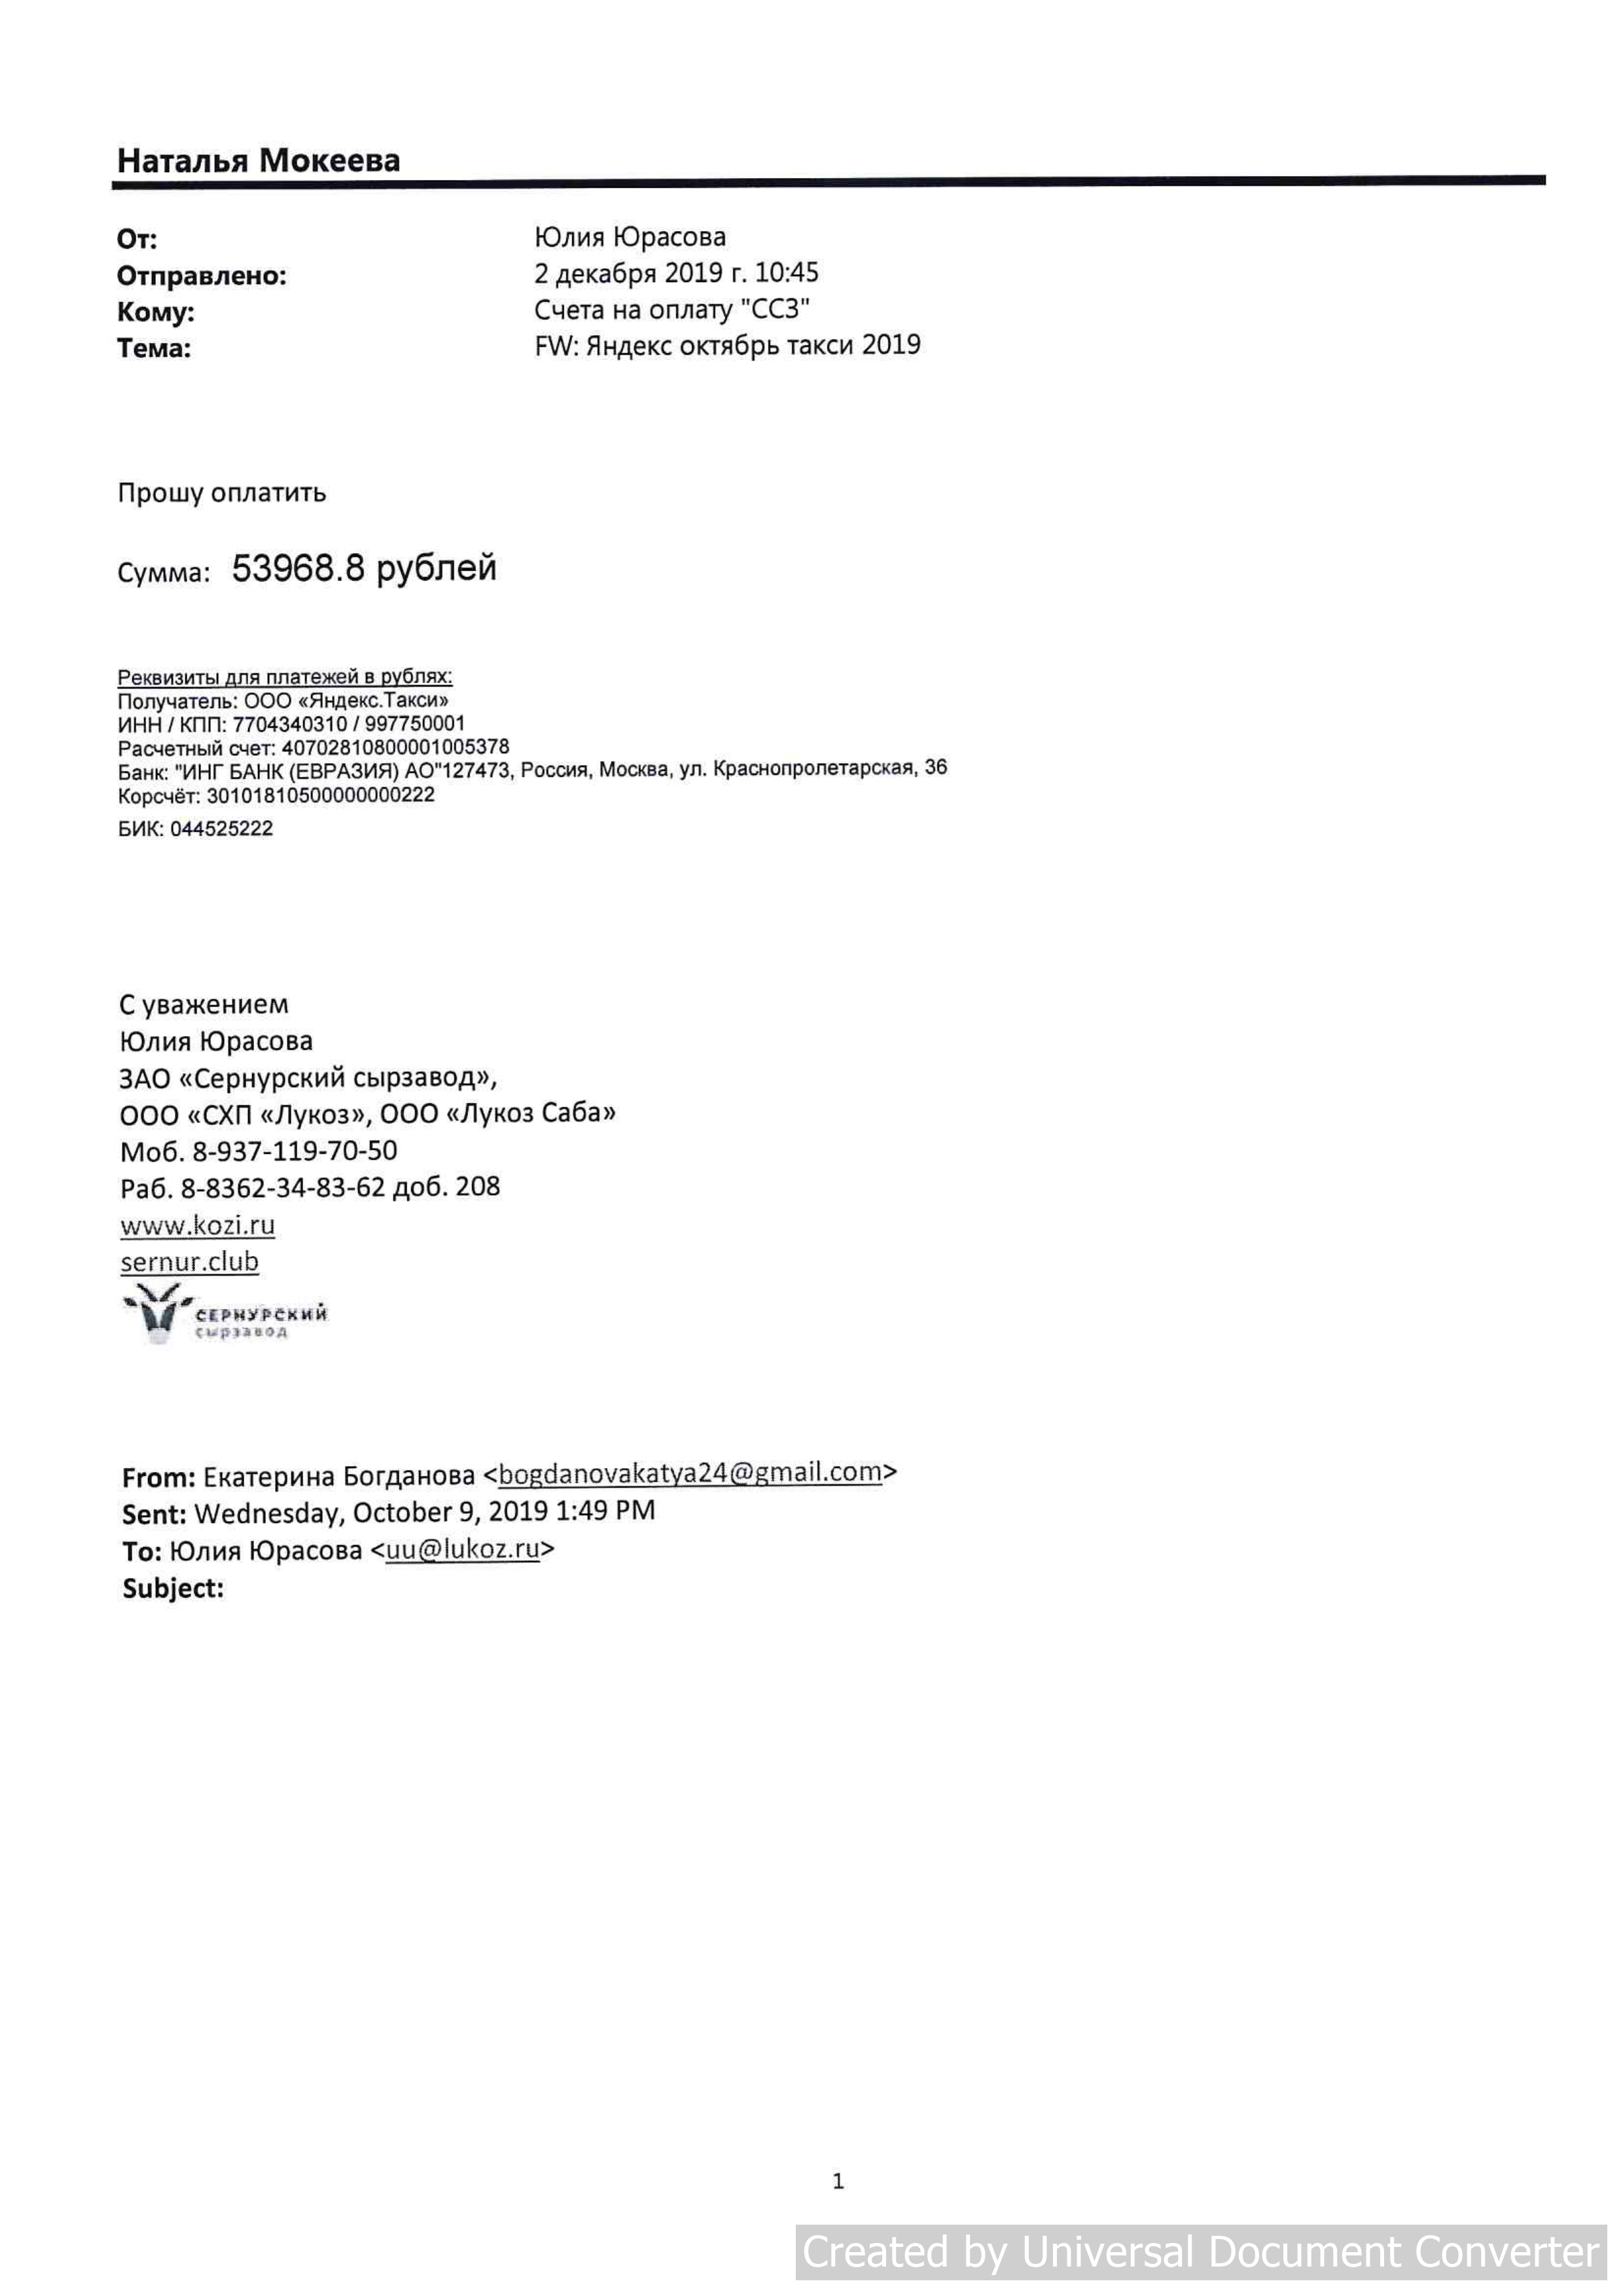 Наталья Мокеева
От: Юлия Юрасова
Отправлено: 2 декабря 2019 г. 10:45
Кому: Счета на оплату "ССЗ"
Тема: FW: Яндекс октябрь такси 2019
Прошу оплатить
Сумма: 53968.8 рублей
Реквизиты для платежей в рублях:
Получатель: ООО «Яндекс.Такси»
ИНН / КПП: 7704340310 / 997750001
Расчетный счет: 40702810800001005378
Банк: "ИНГ БАНК (ЕВРАЗИЯ) АО"127473, Россия, Москва, ул. Краснопролетарская, 36
Корсчёт: 30101810500000000222
БИК: 044525222
С уважением
Юлия Юрасова
ЗАО «Сернурский сырзавод»,
ООО «СХП «Лукоз», ООО «Лукоз Саба»
Моб. 8-937-119-70-50
Раб. 8-8362-34-83-62 доб. 208
www.kozi.ru
sernur.club
СЕРНУРСКИЙ
сырзавод
From: Екатерина Богданова <bogdanovakatya24@gmail.com>
Sent: Wednesday, October 9, 2019 1:49 PM
To: Юлия Юрасова <uu@lukoz.ru>
Subject:
1
Created by Universal Document Converter